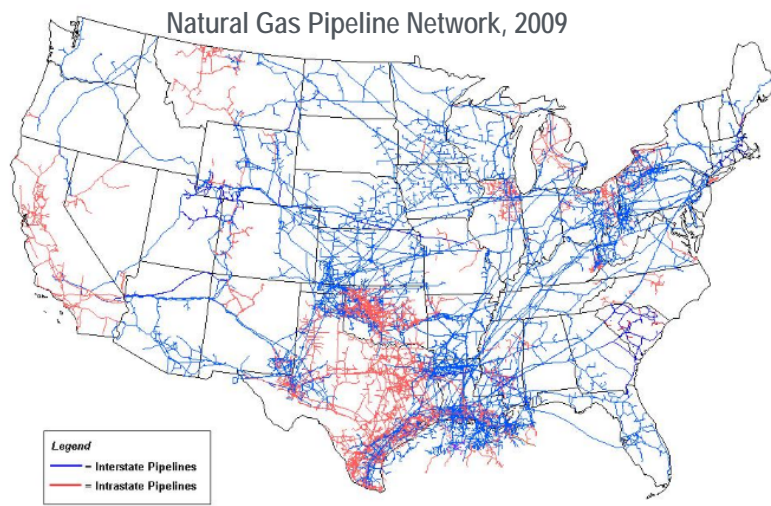 Natural Gas Pipeline Network, 2009
Legend
= Interstate Pipelines
= Intrastate Pipelines